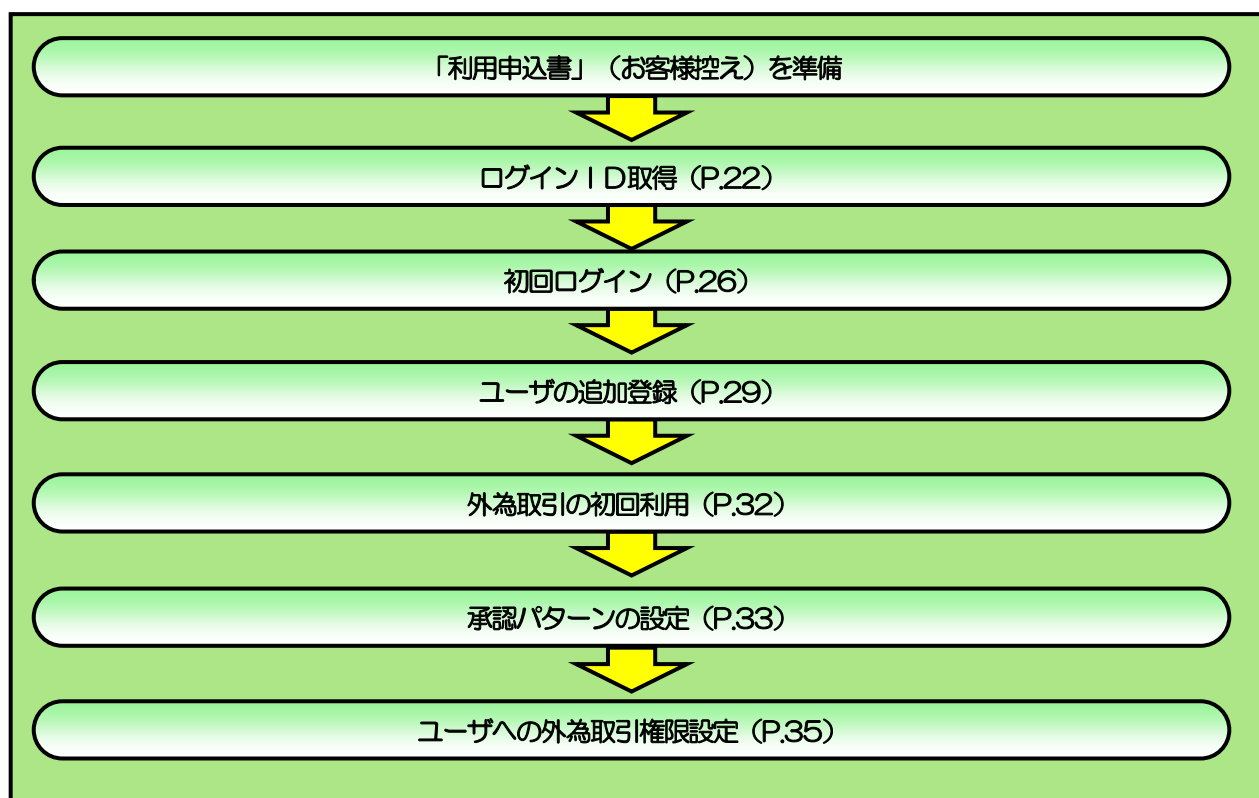 「利用申込書」（お客様控え）を準備
ログインＩＤ取得（P.22）
初回ログイン（P.26）
ユーザの追加登録（P.29）
外為取引の初回利用（P.32）
承認パターンの設定（P.33）
ユーザへの外為取引権限設定（P.35）